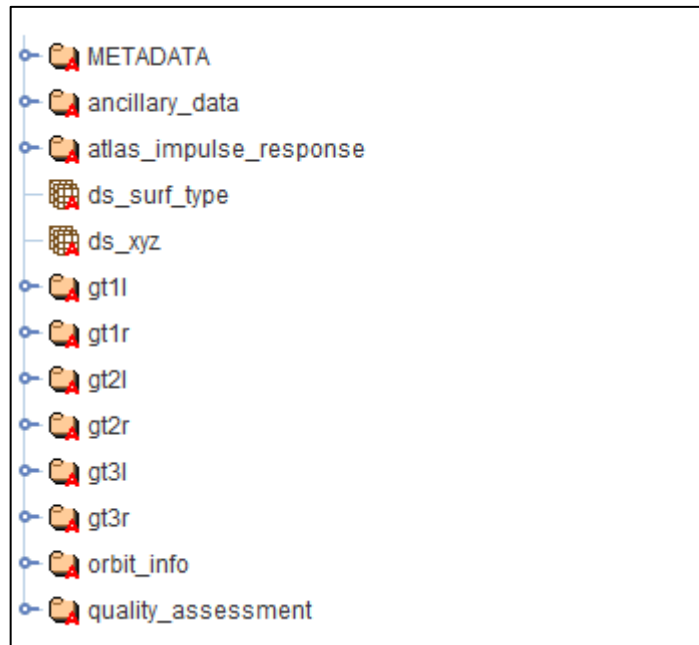 METADATA
ancillary_data
atlas_impulse_response
ds_surf_type
ds_xyz
gt1l
gt1r
gt2l
gt2r
gt3l
gt3r
orbit_info
quality_assessment